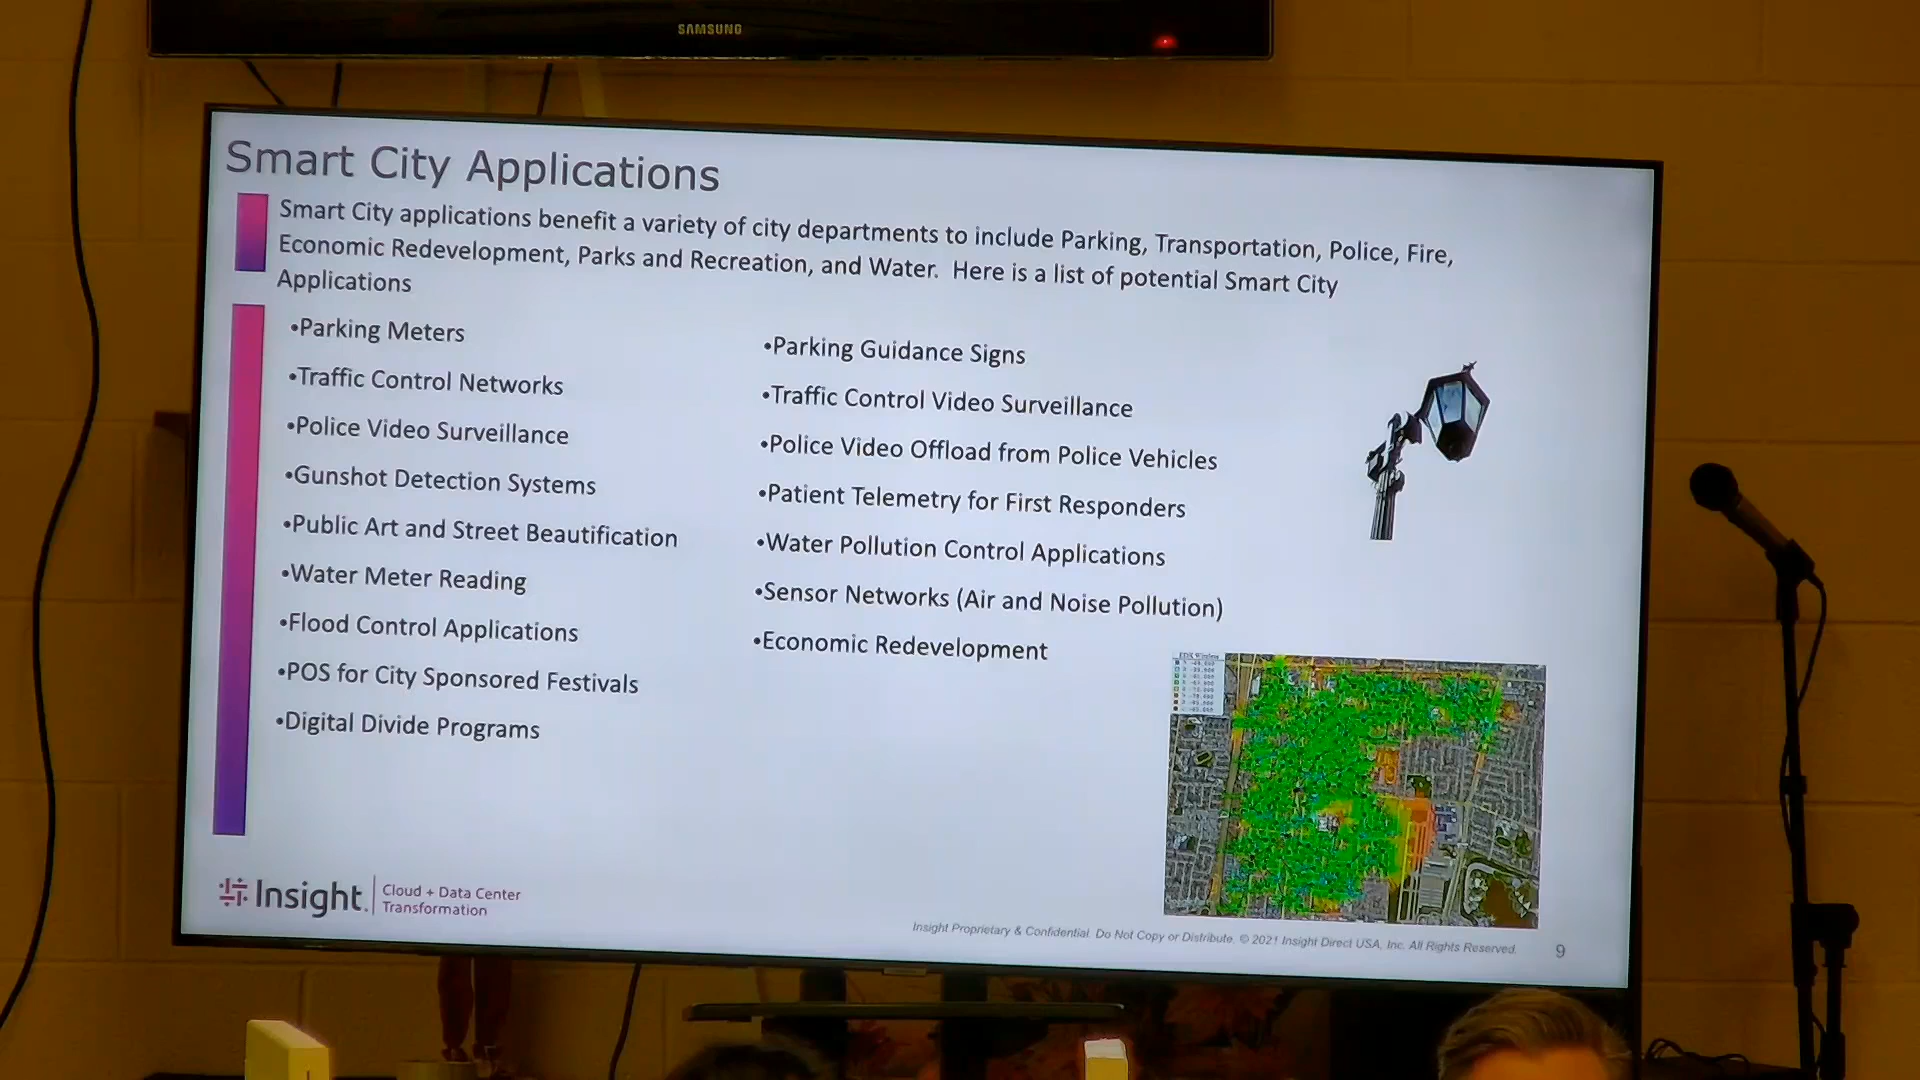 SAMSUNG
Smart City Applications
Smart City applications benefit a variety of city departments to include Parking, Transportation, Police, Fire,
Economic Redevelopment, Parks and Recreation, and Water. Here is a list of potential Smart City
Applications
•Parking Meters
•Traffic Control Networks
•Police Video Surveillance
•Gunshot Detection Systems
•Public Art and Street Beautification
•Water Meter Reading
•Flood Control Applications
•POS for City Sponsored Festivals
•Digital Divide Programs
•Parking Guidance Signs
•Traffic Control Video Surveillance
•Police Video Offload from Police Vehicles
•Patient Telemetry for First Responders
•Water Pollution Control Applications
•Sensor Networks (Air and Noise Pollution)
•Economic Redevelopment
EDX Wireless
Insight.
Cloud + Data Center
Transformation
Insight Proprietary & Confidential. Do Not Copy or Distribute. © 2021 Insight Direct USA, Inc. All Rights Reserved.
9